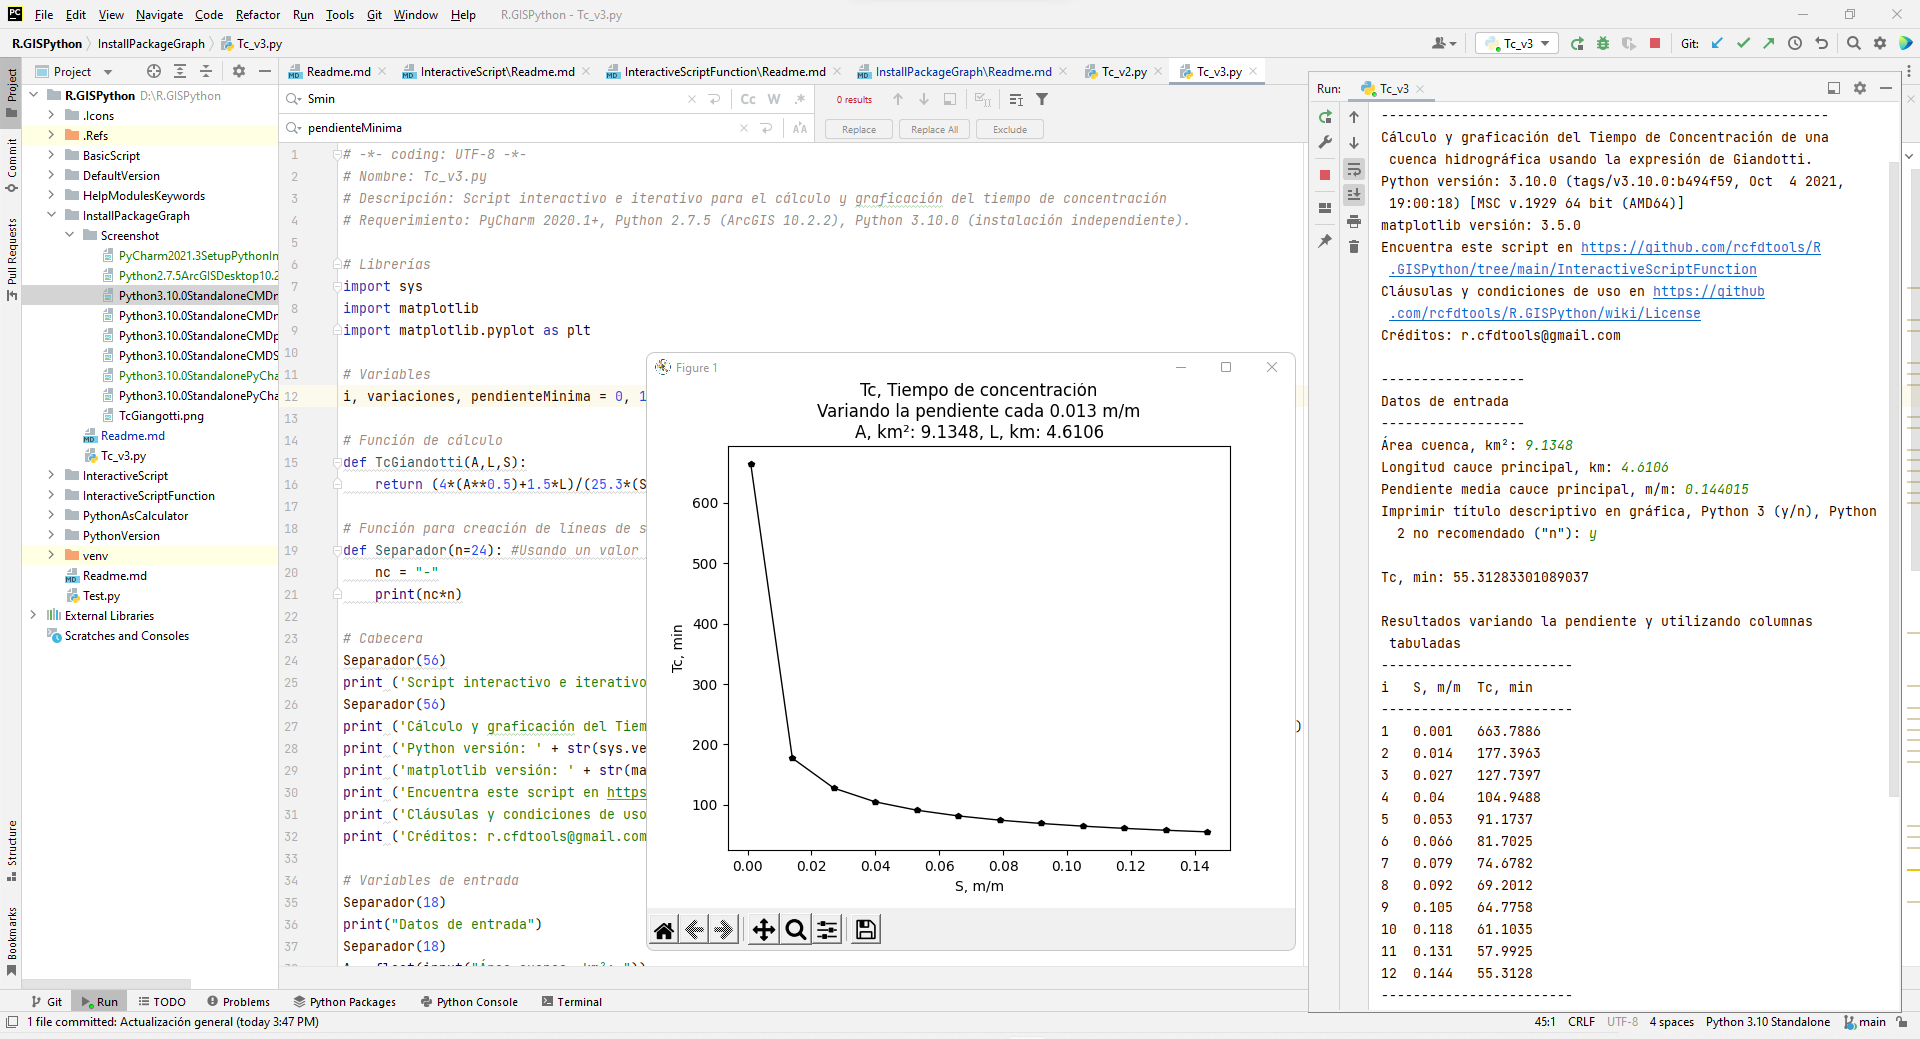 File Edit View Navigate Code Refactor Run Tools Git Window Help R.GISPython - Tc_v3.py
R.GISPython InstallPackageGraph Tc_v3.py
Tc_v3 Git:
Project
Readme.md InteractiveScript\Readme.md InteractiveScriptFunction\Readme.md InstallPackageGraph\Readme.md Tc_v2.py Tc_v3.py
Project
Commit
Pull Requests
Structure
Bookmarks
R.GISPython D:\R.GISPython
.Icons
.Refs
BasicScript
DefaultVersion
HelpModulesKeywords
InstallPackageGraph
Screenshot
PyCharm2021.3SetupPythonIn
Python2.7.5ArcGISDesktop10.2
Python3.10.0StandaloneCMDn
Python3.10.0StandaloneCMDn
Python3.10.0StandaloneCMDp
Python3.10.0StandaloneCMDS
Python3.10.0StandalonePyCha
Python3.10.0StandalonePyCha
TcGiangotti.png
Readme.md
Tc_v3.py
InteractiveScript
InteractiveScriptFunction
PythonAsCalculator
PythonVersion
venv
Readme.md
Test.py
External Libraries
Scratches and Consoles
Smin Cc W .* 0 results
pendienteMinima Replace Replace All Exclude
1 # -*- coding: UTF-8 -*-
2 # Nombre: Tc_v3.py
3 # Descripción: Script interactivo e iterativo para el cálculo y graficación del tiempo de concentración
4 # Requerimiento: PyCharm 2020.1+, Python 2.7.5 (ArcGIS 10.2.2), Python 3.10.0 (instalación independiente).
5
6 # Librerías
7 import sys
8 import matplotlib
9 import matplotlib.pyplot as plt
10
11 # Variables
12 i, variaciones, pendienteMinima = 0, 1
13
14 # Función de cálculo
15 def TcGiandotti(A,L,S):
16 return (4*(A**0.5)+1.5*L)/(25.3*(S
17
18 # Función para creación de líneas de s
19 def Separador(n=24): #Usando un valor
20 nc = "-"
21 print(nc*n)
22
23 # Cabecera
24 Separador(56)
25 print ('Script interactivo e iterativo
26 Separador(56)
27 print ('Cálculo y graficación del Tiem )
28 print ('Python versión: ' + str(sys.ve
29 print ('matplotlib versión: ' + str(ma
30 print ('Encuentra este script en https
31 print ('Cláusulas y condiciones de uso
32 print ('Créditos: r.cfdtools@gmail.com
33
34 # Variables de entrada
35 Separador(18)
36 print("Datos de entrada")
37 Separador(18)
Figure 1
Tc, Tiempo de concentración
Variando la pendiente cada 0.013 m/m
A, km²: 9.1348, L, km: 4.6106
600
500
400
300
200
100
Tc, min
0.00 0.02 0.04 0.06 0.08 0.10 0.12 0.14
S, m/m
Run: Tc_v3
--------------------------------------------------------
Cálculo y graficación del Tiempo de Concentración de una
cuenca hidrográfica usando la expresión de Giandotti.
Python versión: 3.10.0 (tags/v3.10.0:b494f59, Oct  4 2021,
19:00:18) [MSC v.1929 64 bit (AMD64)]
matplotlib versión: 3.5.0
Encuentra este script en https://github.com/rcfdtools/R
.GISPython/tree/main/InteractiveScriptFunction
Cláusulas y condiciones de uso en https://github
.com/rcfdtools/R.GISPython/wiki/License
Créditos: r.cfdtools@gmail.com
------------------
Datos de entrada
------------------
Área cuenca, km²: 9.1348
Longitud cauce principal, km: 4.6106
Pendiente media cauce principal, m/m: 0.144015
Imprimir título descriptivo en gráfica, Python 3 (y/n), Python
2 no recomendado ("n"): y
Tc, min: 55.31283301089037
Resultados variando la pendiente y utilizando columnas
tabuladas
------------------------
i S, m/m Tc, min
------------------------
1 0.001 663.7886
2 0.014 177.3963
3 0.027 127.7397
4 0.04 104.9488
5 0.053 91.1737
6 0.066 81.7025
7 0.079 74.6782
8 0.092 69.2012
9 0.105 64.7758
10 0.118 61.1035
11 0.131 57.9925
12 0.144 55.3128
------------------------
Git Run TODO Problems Python Packages Python Console Terminal
1 file committed: Actualización general (today 3:47 PM) 45:1 CRLF UTF-8 4 spaces Python 3.10 Standalone main